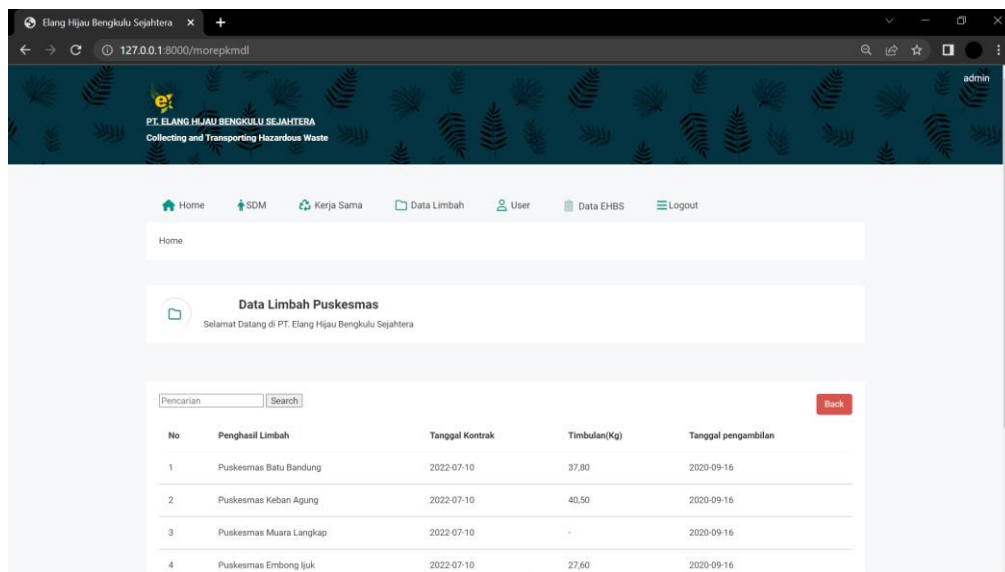 Elang Hijau Bengkulu Sejahtera
127.0.0.1:8000/morepkmdl
admin
e
PT. ELANG HIJAU BENGKULU SEJAHTERA
Collecting and Transporting Hazardous Waste
Home SDM Kerja Sama Data Limbah User Data EHBS Logout
Home
Data Limbah Puskesmas
Selamat Datang di PT. Elang Hijau Bengkulu Sejahtera
Pencarian Search Back
No Penghasil Limbah Tanggal Kontrak Timbulan(Kg) Tanggal pengambilan
1 Puskesmas Batu Bandung 2022-07-10 37,80 2020-09-16
2 Puskesmas Keban Agung 2022-07-10 40,50 2020-09-16
3 Puskesmas Muara Langkap 2022-07-10 - 2020-09-16
4 Puskesmas Embong Ijuk 2022-07-10 27,60 2020-09-16